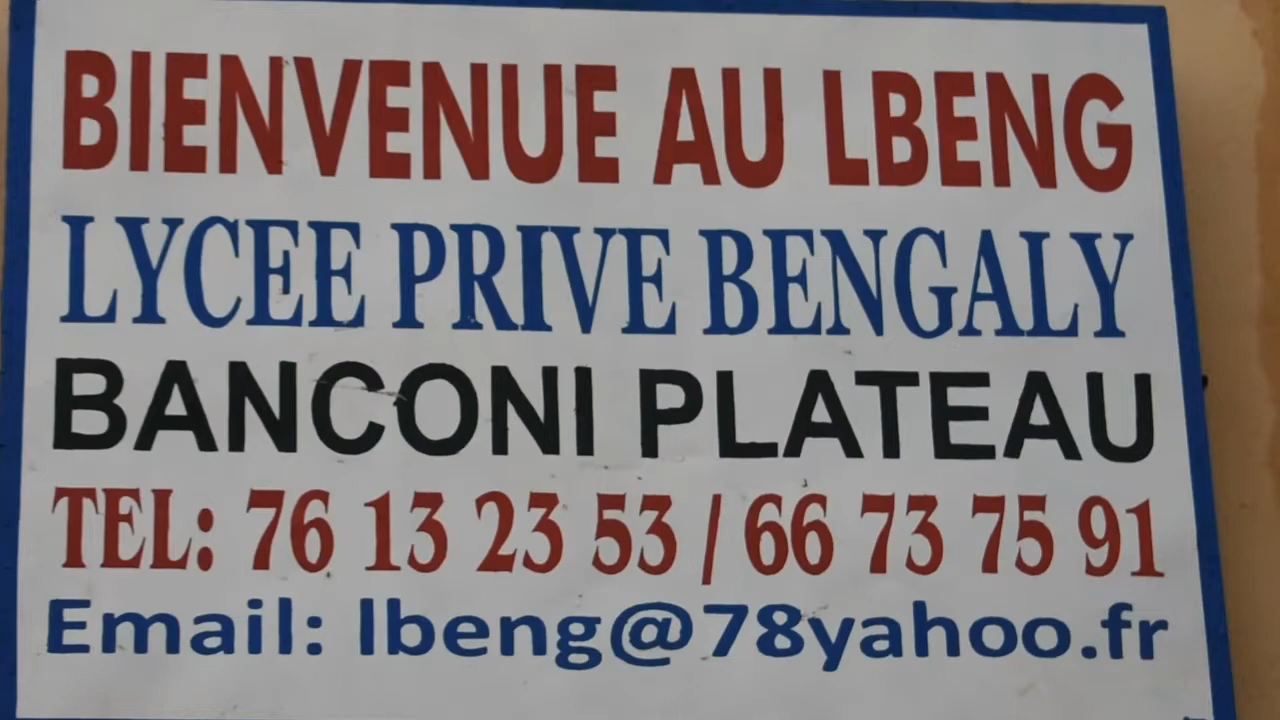 BIENVENUE AU LBENG
LYCEE PRIVE BENGALY
BANCONI PLATEAU
TEL: 76 13 23 53 / 66 73 75 91
Email: lbeng@78yahoo.fr